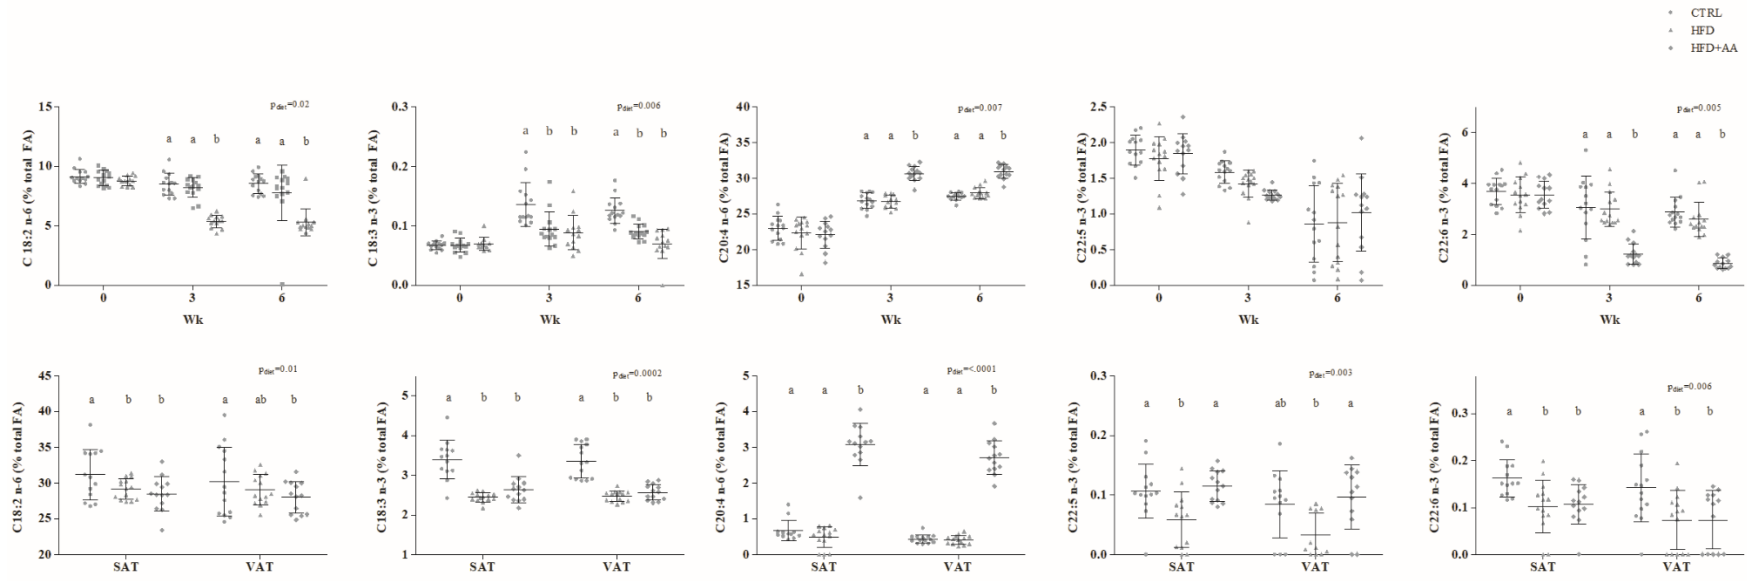 CTRL
HFD
HFD+AA
C 18:2 n-6 (% total FA)
15
10
5
0
Pdiet=0.02
a a b a a b
0 3 6
Wk
C 18:3 n-3 (% total FA)
0.3
0.2
0.1
0.0
Pdiet=0.006
a b b a b b
0 3 6
Wk
C20:4 n-6 (% total FA)
40
35
30
25
20
15
Pdiet=0.007
a a b a a b
0 3 6
Wk
C22:5 n-3 (% total FA)
2.5
2.0
1.5
1.0
0.5
0.0
0 3 6
Wk
C22:6 n-3 (% total FA)
6
4
2
0
Pdiet=0.005
a a b a a b
0 3 6
Wk
C18:2 n-6 (% total FA)
45
40
35
30
25
20
Pdiet=0.01
a b b a ab b
SAT VAT
C18:3 n-3 (% total FA)
5
4
3
2
1
Pdiet=0.0002
a b b a b b
SAT VAT
C20:4 n-6 (% total FA)
5
4
3
2
1
0
Pdiet=<.0001
a a b a a b
SAT VAT
C22:5 n-3 (% total FA)
0.3
0.2
0.1
0.0
Pdiet=0.003
a b a ab b a
SAT VAT
C22:6 n-3 (% total FA)
0.3
0.2
0.1
0.0
Pdiet=0.006
a b b a b b
SAT VAT